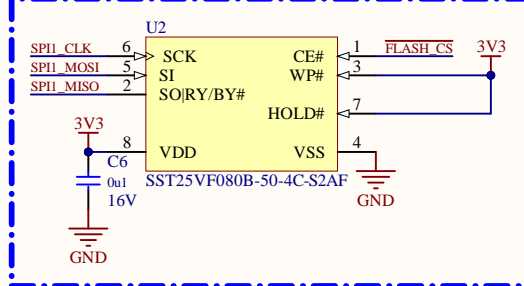 U2
SPI1_CLK 6 SCK CE# 1 FLASH_CS 3V3
SPI1_MOSI 5 SI WP# 3
SPI1_MISO 2 SO|RY/BY#
HOLD# 7
3V3
8 VDD VSS 4
C6
0u1
16V
SST25VF080B-50-4C-S2AF
GND
GND